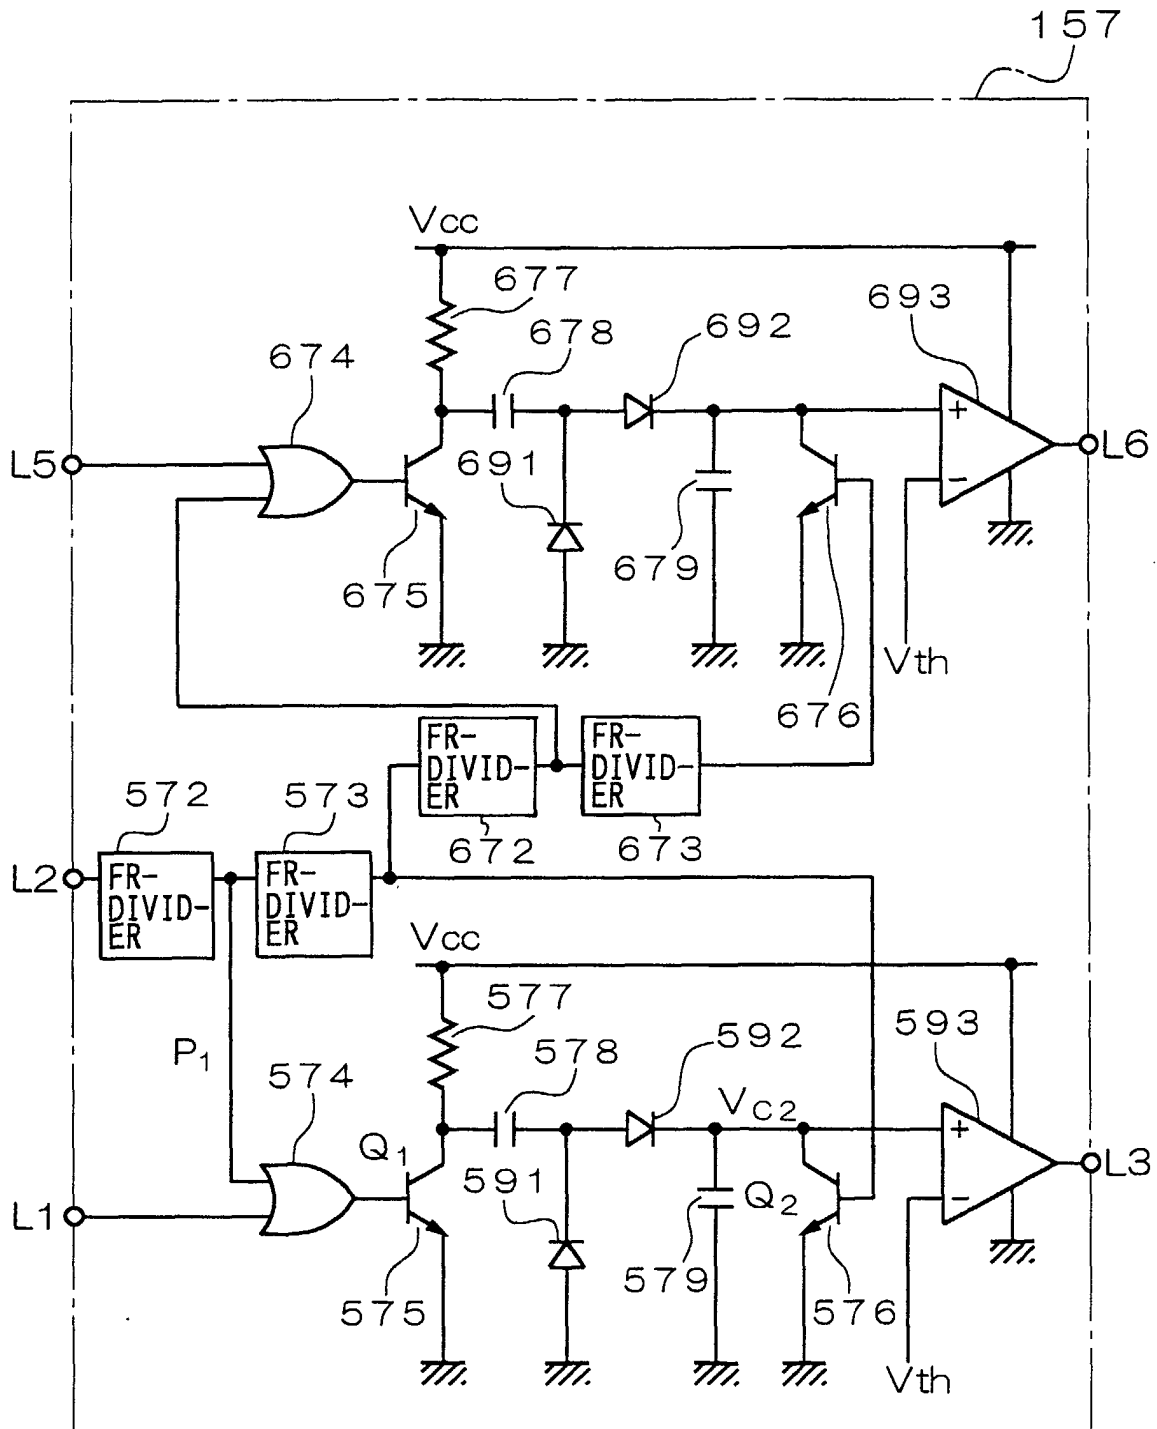 157
Vcc
677
678
692
693
674
+
L5
L6
691
−
679
675
Vth
676
FR-
DIVID-
ER
FR-
DIVID-
ER
572
573
672
673
L2
FR-
DIVID-
ER
FR-
DIVID-
ER
Vcc
577
593
578
592
P1
574
VC2
+
Q1
L3
591
Q2
−
L1
579
575
576
Vth